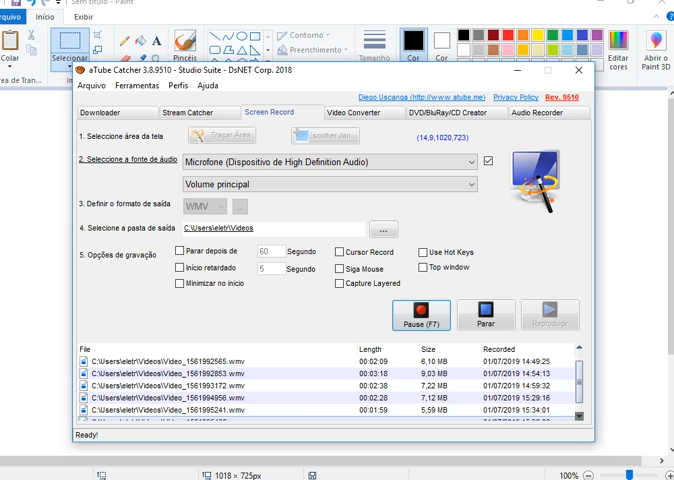 Sem título - Paint
Arquivo Início Exibir
Colar
Selecionar
Pincéis
Contorno
Preenchimento
Cor
Cor
Editar cores
Abrir o Paint 3D
aTube Catcher 3.8.9510 - Studio Suite - DsNET Corp. 2018
Arquivo Ferramentas Perfis Ajuda
Diego Uscanga (http://www.atube.me) Privacy Policy Rev. 9510
Downloader Stream Catcher Screen Record Video Converter DVD/BluRay/CD Creator Audio Recorder
1. Seleccione área da tela Traçar Área Escolher Jan... (14,9,1020,723)
2. Seleccione a fonte de áudio Microfone (Dispositivo de High Definition Audio)
Volume principal
3. Definir o formato de saída WMV ...
4. Selecione a pasta de saída C:\Users\eletr\Videos ...
5. Opções de gravação Parar depois de 60 Segundo Cursor Record Use Hot Keys
Início retardado 5 Segundo Siga Mouse Top window
Minimizar no inicio Capture Layered
Pause (F7) Parar Reproduzir
File Length Size Recorded
C:\Users\eletr\Videos\Video_1561992565.wmv 00:02:09 6,10 MB 01/07/2019 14:49:25
C:\Users\eletr\Videos\Video_1561992853.wmv 00:03:18 9,03 MB 01/07/2019 14:54:13
C:\Users\eletr\Videos\Video_1561993172.wmv 00:02:38 7,22 MB 01/07/2019 14:59:32
C:\Users\eletr\Videos\Video_1561994956.wmv 00:02:28 7,12 MB 01/07/2019 15:29:16
C:\Users\eletr\Videos\Video_1561995241.wmv 00:01:59 5,59 MB 01/07/2019 15:34:01
Ready!
1018 × 725px 100%